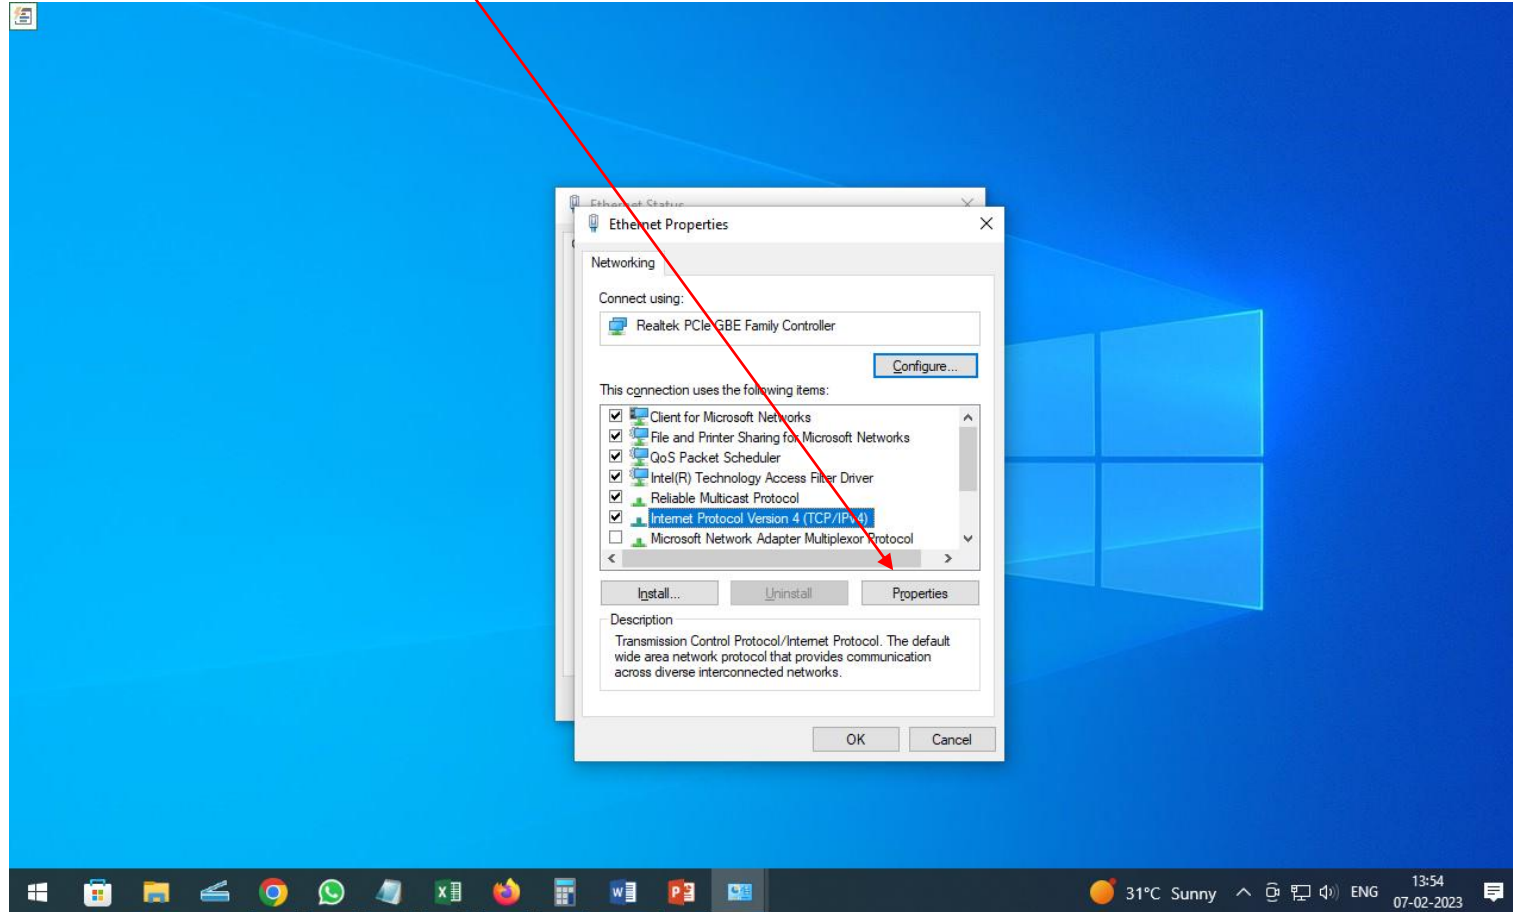 Ethernet Status
Ethernet Properties
Networking
Connect using:
Realtek PCIe GBE Family Controller
Configure...
This connection uses the following items:
Client for Microsoft Networks
File and Printer Sharing for Microsoft Networks
QoS Packet Scheduler
Intel(R) Technology Access Filter Driver
Reliable Multicast Protocol
Internet Protocol Version 4 (TCP/IPv4)
Microsoft Network Adapter Multiplexor Protocol
Install...
Uninstall
Properties
Description
Transmission Control Protocol/Internet Protocol. The default
wide area network protocol that provides communication
across diverse interconnected networks.
OK
Cancel
31°C Sunny
ENG
13:54
07-02-2023